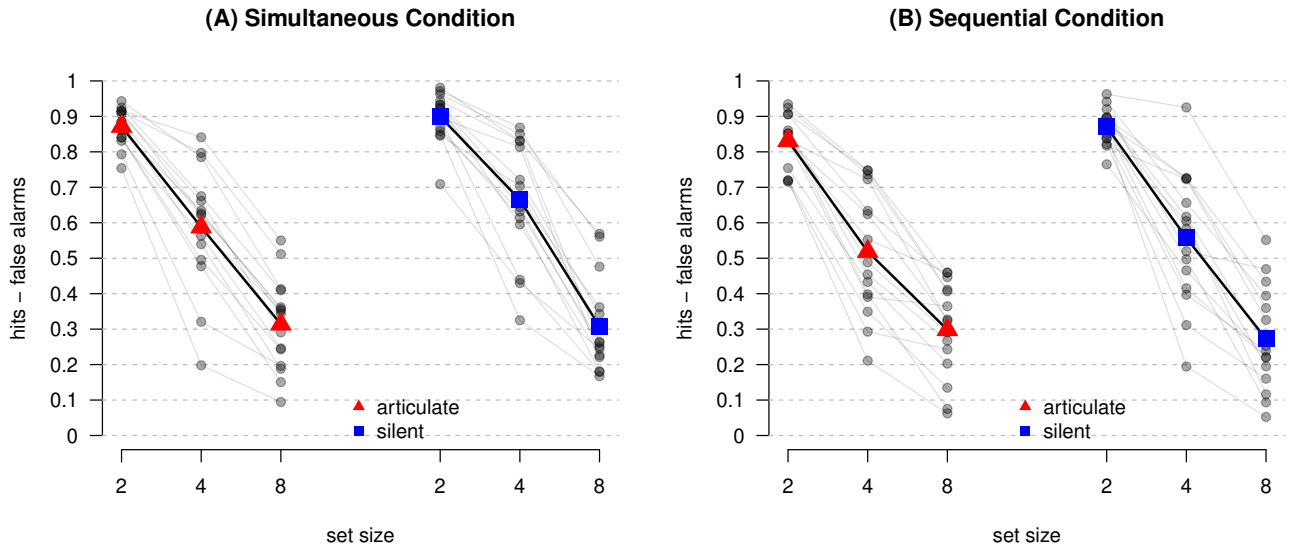 (A) Simultaneous Condition
hits − false alarms
1
0.9
0.8
0.7
0.6
0.5
0.4
0.3
0.2
0.1
0
articulate
silent
2 4 8 2 4 8
set size
(B) Sequential Condition
hits − false alarms
1
0.9
0.8
0.7
0.6
0.5
0.4
0.3
0.2
0.1
0
articulate
silent
2 4 8 2 4 8
set size